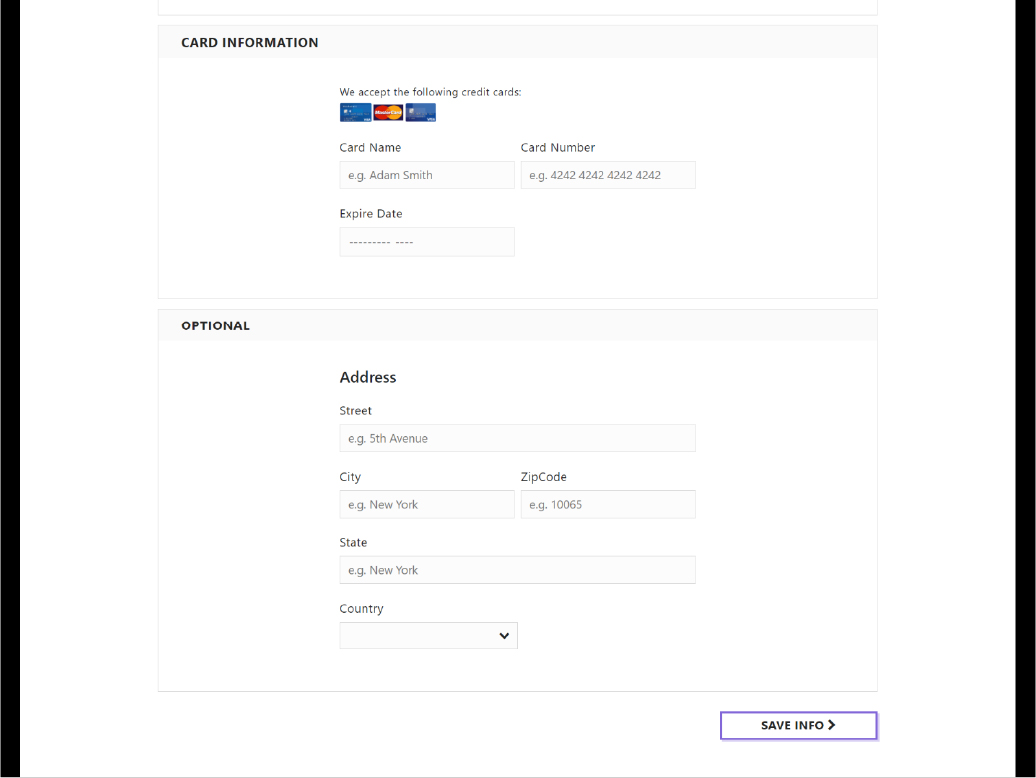 CARD INFORMATION
We accept the following credit cards:
MasterCard
Card Name Card Number
e.g. Adam Smith e.g. 4242 4242 4242 4242
Expire Date
--------- ----
OPTIONAL
Address
Street
e.g. 5th Avenue
City ZipCode
e.g. New York e.g. 10065
State
e.g. New York
Country
SAVE INFO